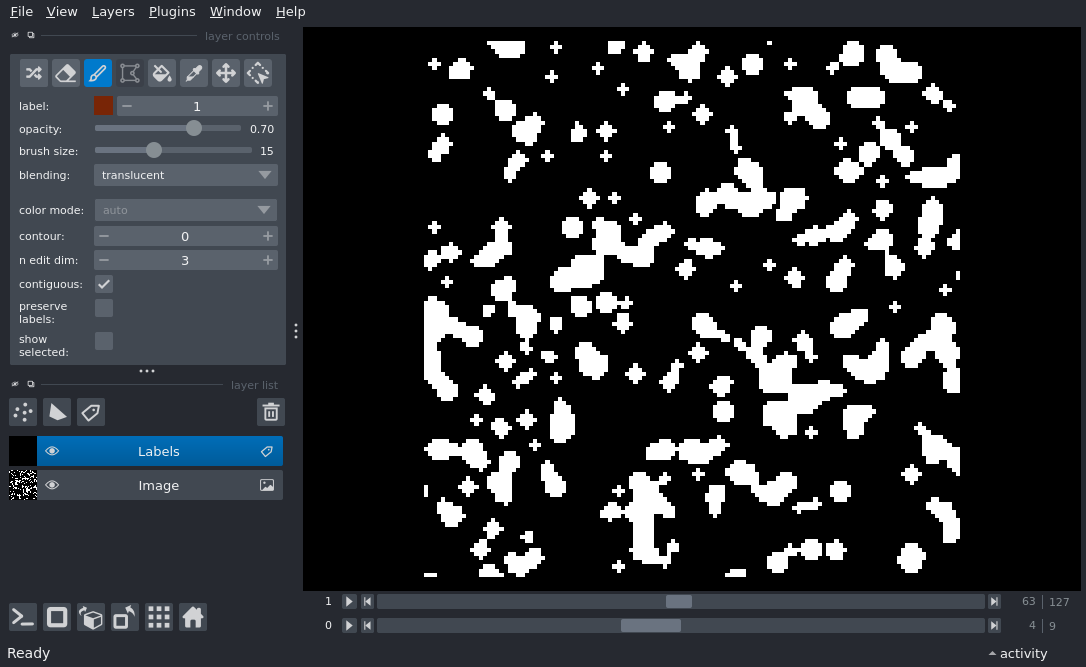 File View Layers Plugins Window Help
layer controls
label: 1
opacity: 0.70
brush size: 15
blending: translucent
color mode: auto
contour: 0
n edit dim: 3
contiguous:
preserve
labels:
show
selected:
layer list
Labels
Image
1 63 127
0 4 9
Ready activity